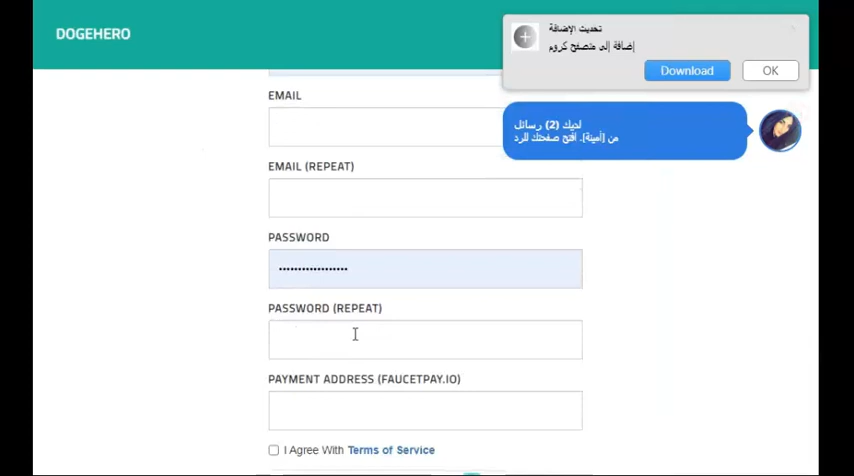 DOGEHERO
تحديث الإضافة
إضافة إلى متصفح كروم
Download
OK
لديك (2) رسائل
من [أمينة]. افتح صفحتك للرد
EMAIL
EMAIL (REPEAT)
PASSWORD
••••••••••••••••••
PASSWORD (REPEAT)
PAYMENT ADDRESS (FAUCETPAY.IO)
I Agree With Terms of Service